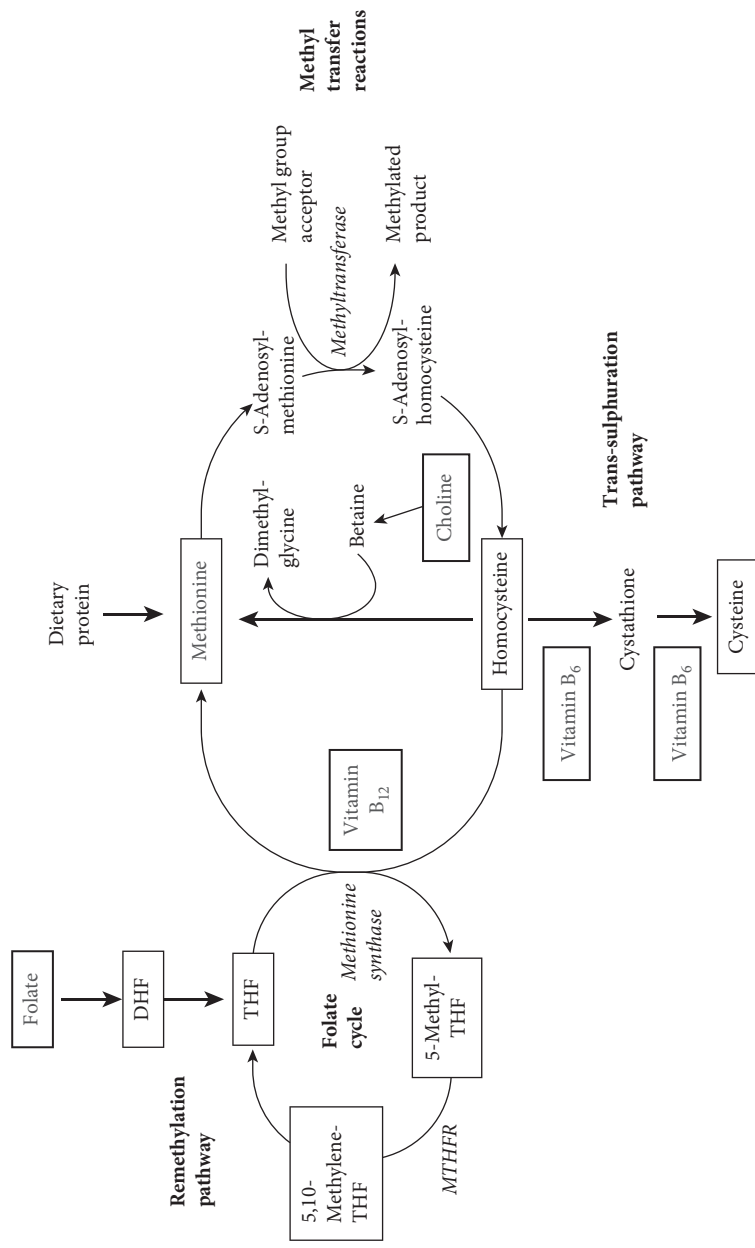 Folate
DHF
THF
Remethylation
pathway
5,10-
Methylene-
THF
Folate
cycle
Methionine
synthase
5-Methyl-
THF
MTHFR
Vitamin
B12
Dietary
protein
Methionine
Dimethyl-
glycine
Betaine
Choline
Homocysteine
S-Adenosyl-
methionine
Methyl group
acceptor
Methyltransferase
S-Adenosyl-
homocysteine
Methylated
product
Methyl
transfer
reactions
Trans-sulphuration
pathway
Vitamin B6
Cystathione
Vitamin B6
Cysteine